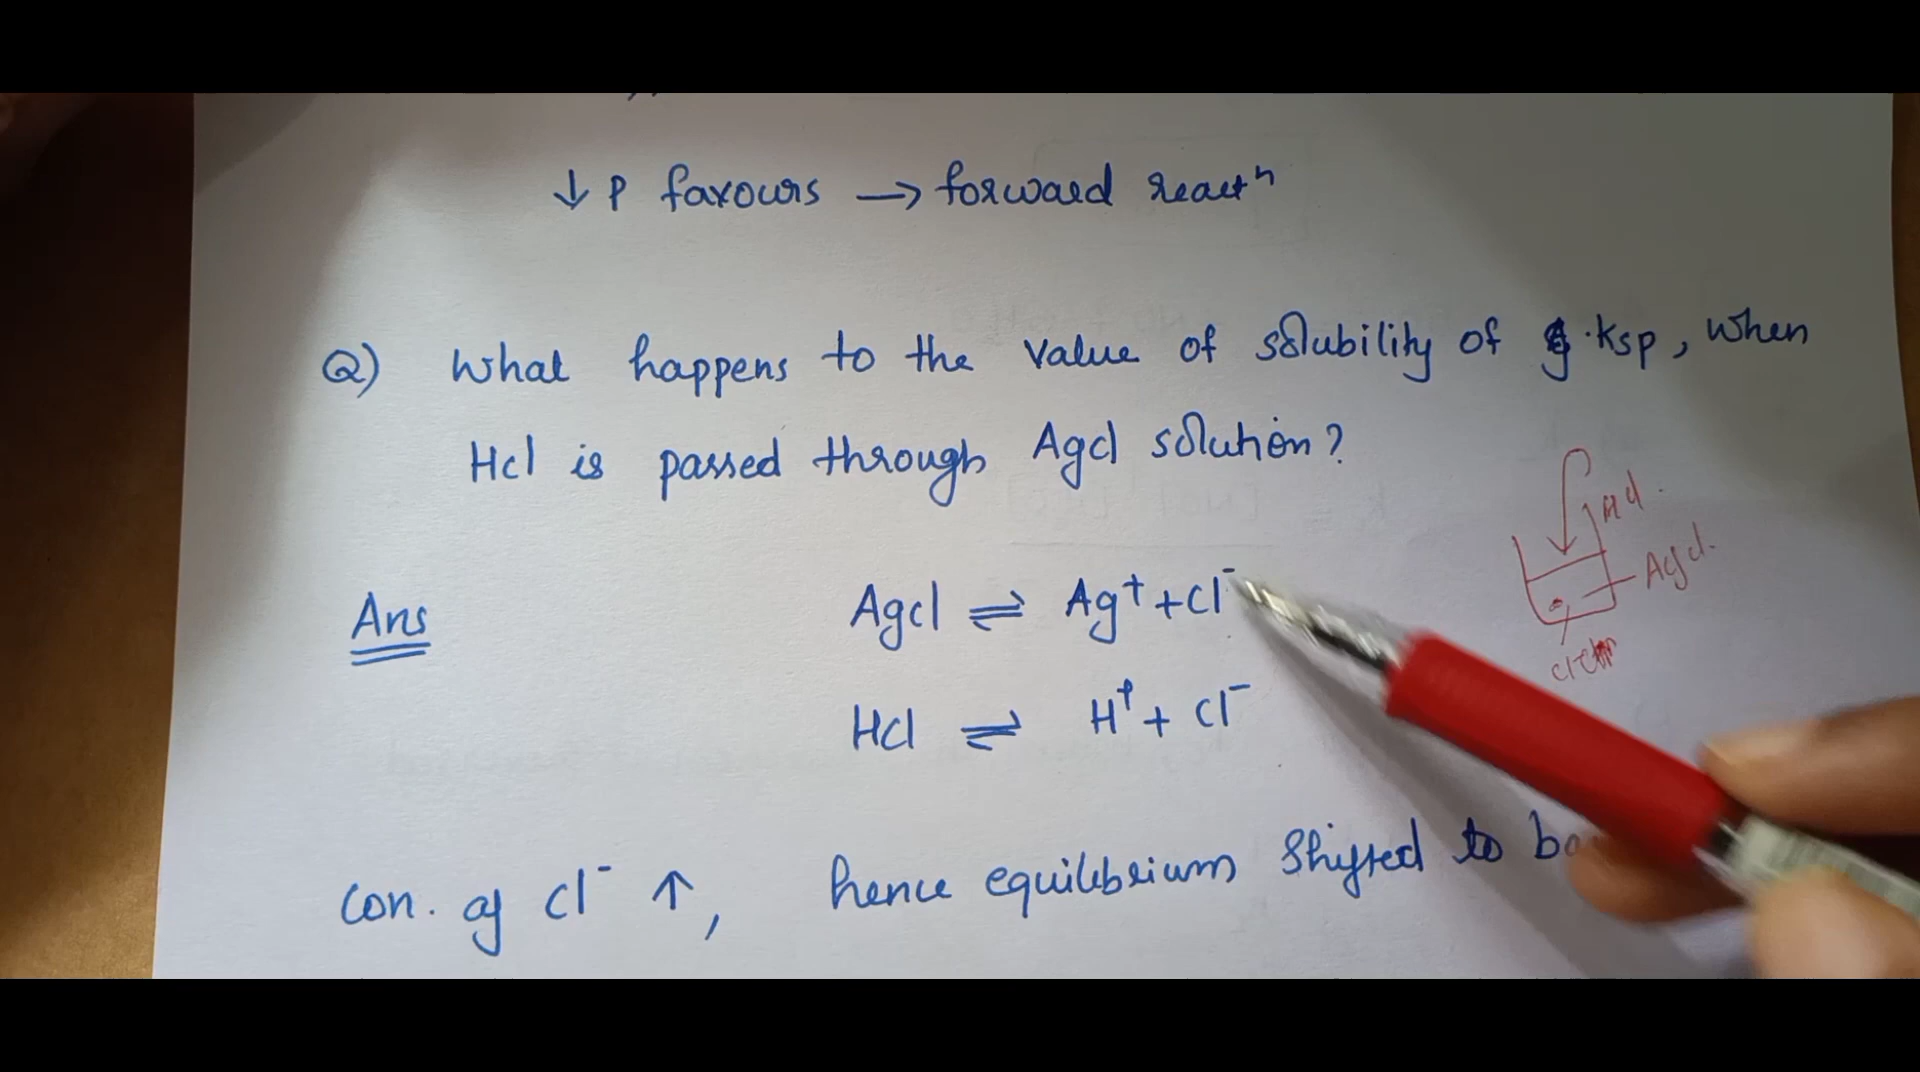 ↓ P favours → forward reactⁿ
Q) What happens to the value of solubility of . Ksp, when
Hcl is passed through Agcl solution?
Hcl
Agcl.
Ans
Agcl ⇌ Ag⁺ + Cl⁻
Hcl ⇌ H⁺ + Cl⁻
Con. of Cl⁻ ↑, hence equilibrium shifted to